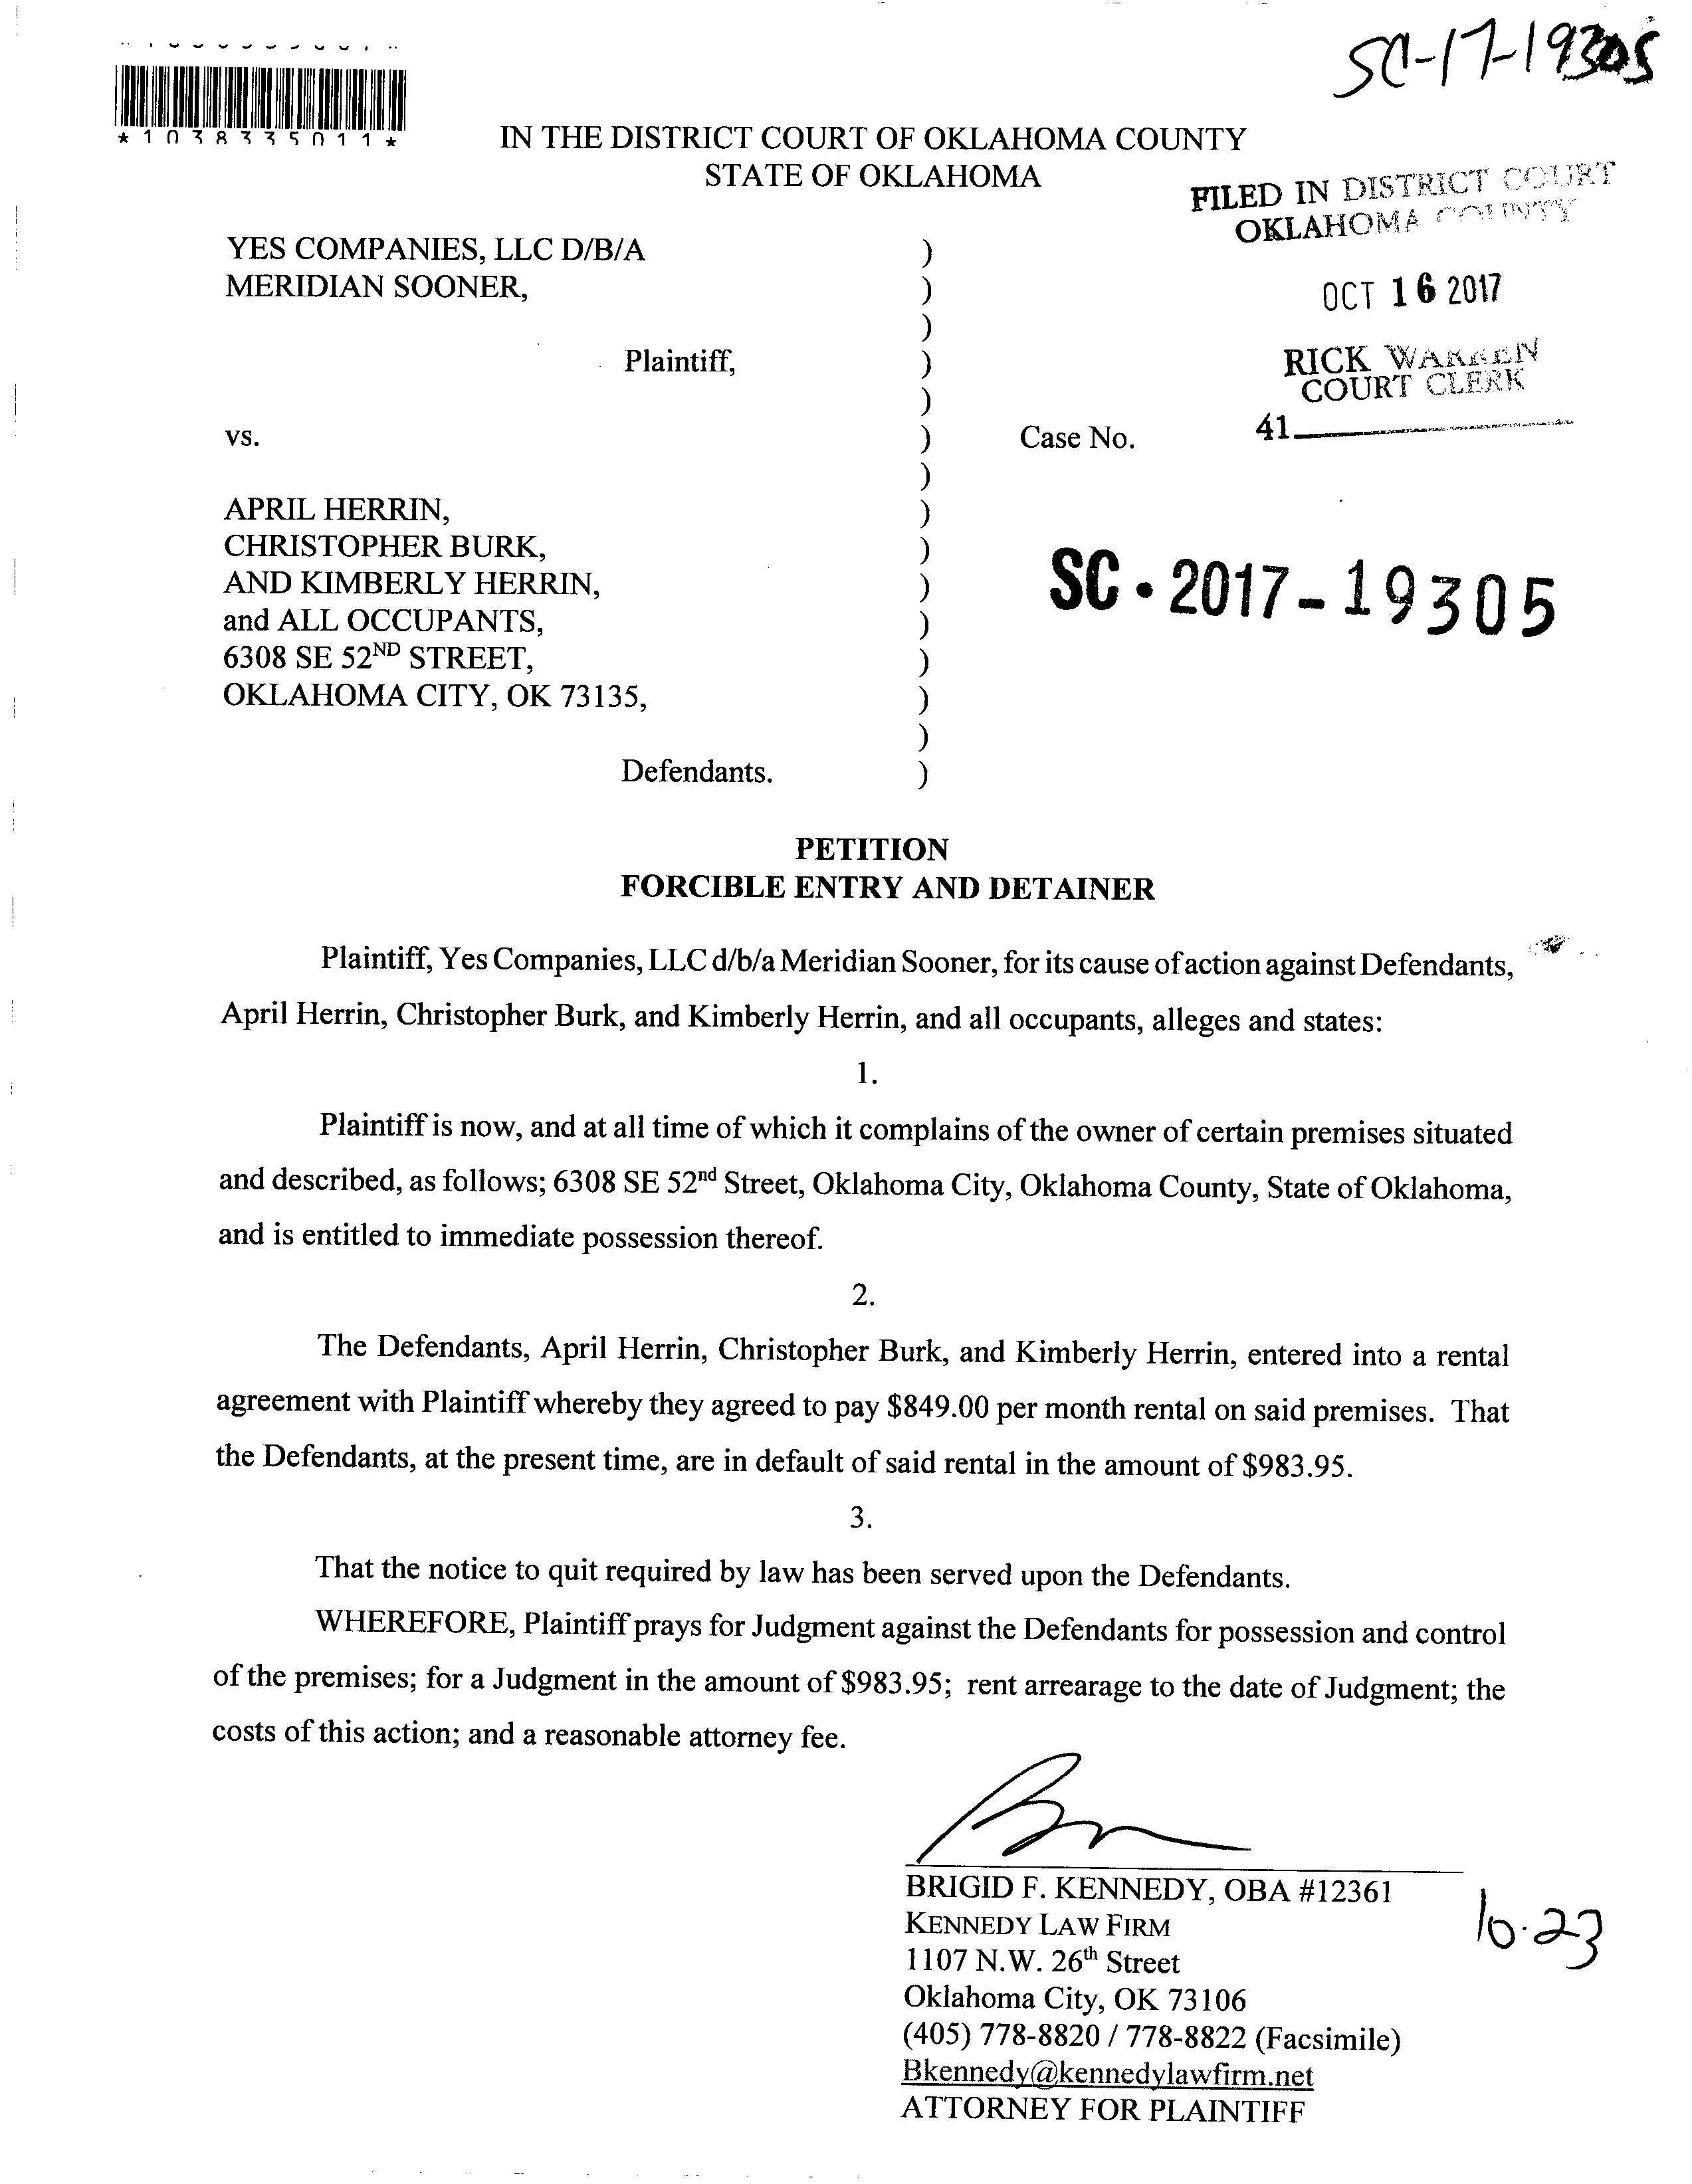 SC-17-19305
*1038335011*
IN THE DISTRICT COURT OF OKLAHOMA COUNTY
STATE OF OKLAHOMA
FILED IN DISTRICT COURT
OKLAHOMA COUNTY
YES COMPANIES, LLC D/B/A )
MERIDIAN SOONER, )
OCT 16 2017
)
Plaintiff, )
RICK WARREN
COURT CLERK
)
vs. ) Case No.
41
)
APRIL HERRIN, )
CHRISTOPHER BURK, )
AND KIMBERLY HERRIN, )
SC-2017-19305
and ALL OCCUPANTS, )
6308 SE 52ND STREET, )
OKLAHOMA CITY, OK 73135, )
)
Defendants. )
PETITION
FORCIBLE ENTRY AND DETAINER
Plaintiff, Yes Companies, LLC d/b/a Meridian Sooner, for its cause of action against Defendants,
April Herrin, Christopher Burk, and Kimberly Herrin, and all occupants, alleges and states:
1.
Plaintiff is now, and at all time of which it complains of the owner of certain premises situated
and described, as follows; 6308 SE 52nd Street, Oklahoma City, Oklahoma County, State of Oklahoma,
and is entitled to immediate possession thereof.
2.
The Defendants, April Herrin, Christopher Burk, and Kimberly Herrin, entered into a rental
agreement with Plaintiff whereby they agreed to pay $849.00 per month rental on said premises. That
the Defendants, at the present time, are in default of said rental in the amount of $983.95.
3.
That the notice to quit required by law has been served upon the Defendants.
WHEREFORE, Plaintiff prays for Judgment against the Defendants for possession and control
of the premises; for a Judgment in the amount of $983.95; rent arrearage to the date of Judgment; the
costs of this action; and a reasonable attorney fee.
BRIGID F. KENNEDY, OBA #12361
KENNEDY LAW FIRM
1107 N.W. 26th Street
10.23
Oklahoma City, OK 73106
(405) 778-8820 / 778-8822 (Facsimile)
Bkennedy@kennedylawfirm.net
ATTORNEY FOR PLAINTIFF